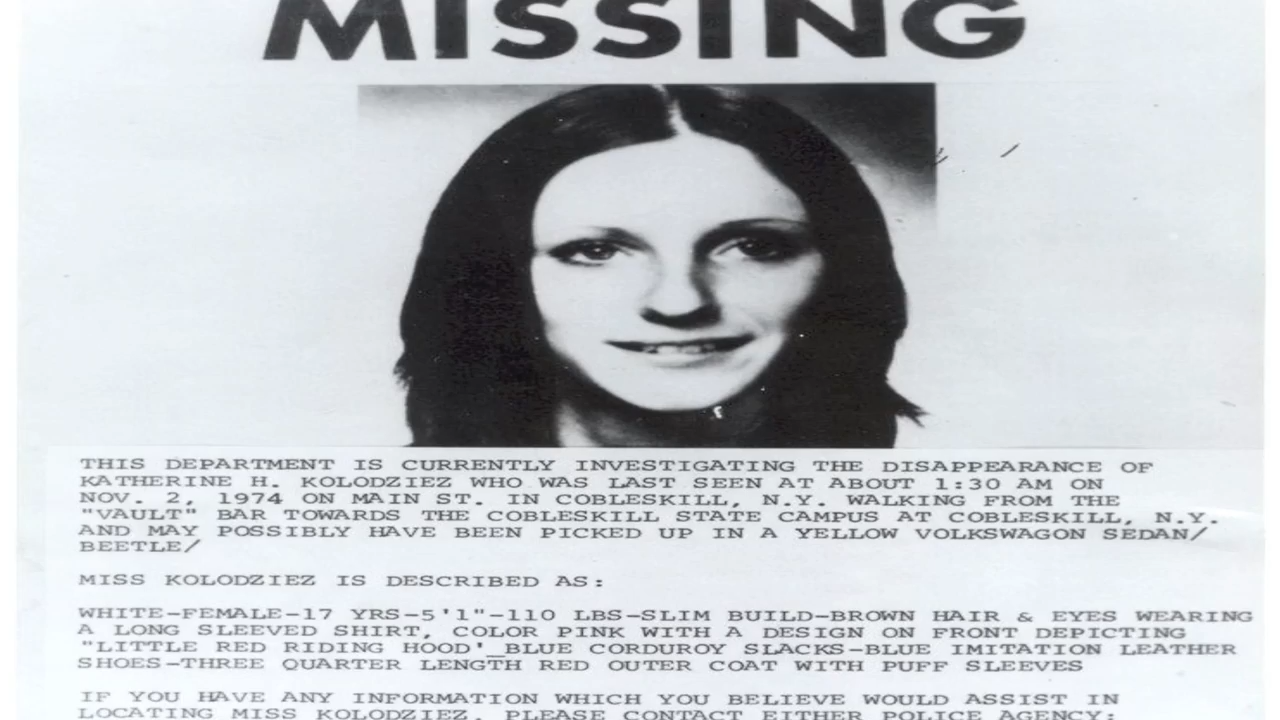 MISSING
THIS DEPARTMENT IS CURRENTLY INVESTIGATING THE DISAPPEARANCE OF
KATHERINE H. KOLODZIEZ WHO WAS LAST SEEN AT ABOUT 1:30 AM ON
NOV. 2, 1974 ON MAIN ST. IN COBLESKILL, N.Y. WALKING FROM THE
"VAULT" BAR TOWARDS THE COBLESKILL STATE CAMPUS AT COBLESKILL, N.Y.
AND MAY POSSIBLY HAVE BEEN PICKED UP IN A YELLOW VOLKSWAGON SEDAN/
BEETLE/
MISS KOLODZIEZ IS DESCRIBED AS:
WHITE-FEMALE-17 YRS-5'1"-110 LBS-SLIM BUILD-BROWN HAIR & EYES WEARING
A LONG SLEEVED SHIRT, COLOR PINK WITH A DESIGN ON FRONT DEPICTING
"LITTLE RED RIDING HOOD'_BLUE CORDUROY SLACKS-BLUE IMITATION LEATHER
SHOES-THREE QUARTER LENGTH RED OUTER COAT WITH PUFF SLEEVES
IF YOU HAVE ANY INFORMATION WHICH YOU BELIEVE WOULD ASSIST IN
LOCATING MISS KOLODZIEZ, PLEASE CONTACT EITHER POLICE AGENCY: